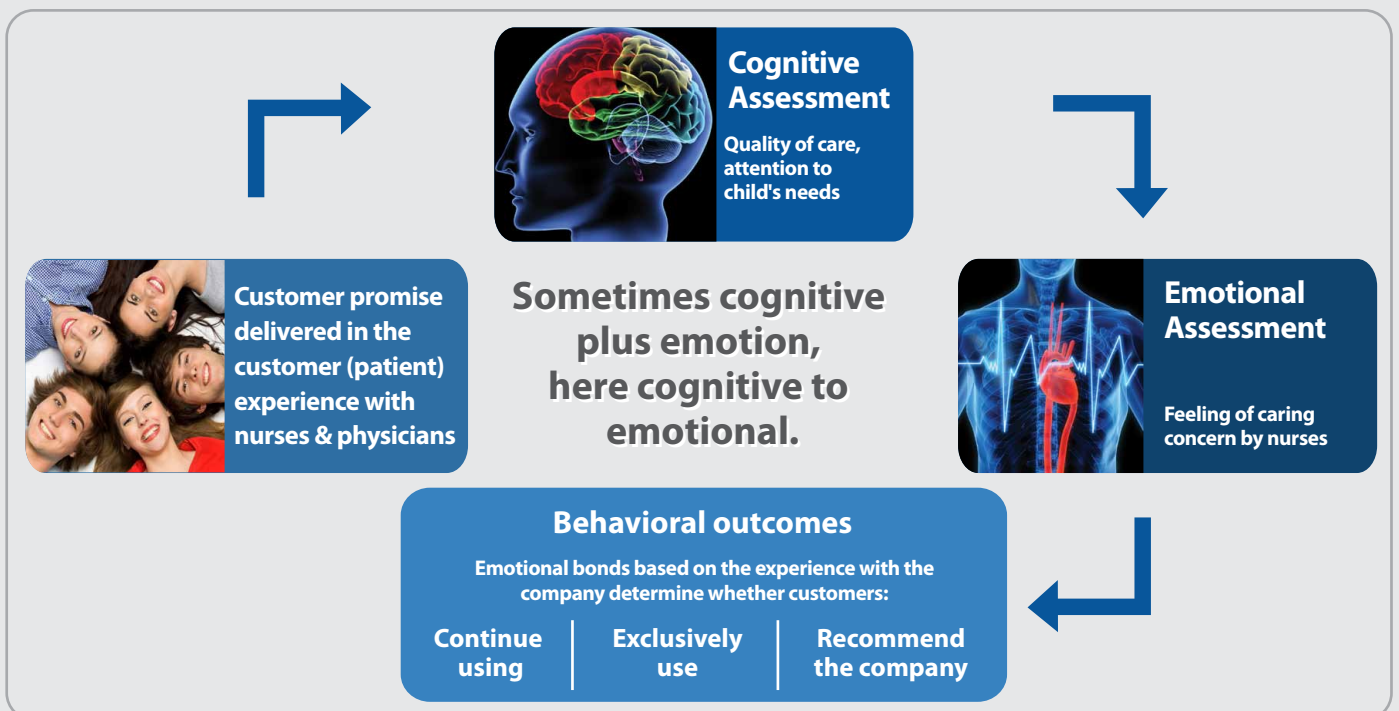 Cognitive
Assessment
Quality of care,
attention to
child's needs
Customer promise
delivered in the
customer (patient)
experience with
nurses & physicians
Sometimes cognitive
plus emotion,
here cognitive to
emotional.
Emotional
Assessment
Feeling of caring
concern by nurses
Behavioral outcomes
Emotional bonds based on the experience with the
company determine whether customers:
Continue
using
Exclusively
use
Recommend
the company